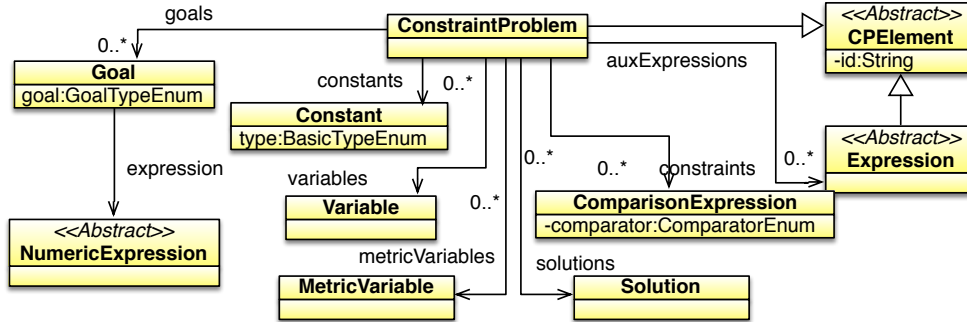 goals
ConstraintProblem
<<Abstract>>
CPElement
-id:String
0..*
Goal
goal:GoalTypeEnum
constants
0..*
auxExpressions
Constant
type:BasicTypeEnum
<<Abstract>>
Expression
0..*
expression
variables
0..*
0..*
0..*
constraints
Variable
ComparisonExpression
-comparator:ComparatorEnum
<<Abstract>>
NumericExpression
metricVariables
solutions
MetricVariable
Solution